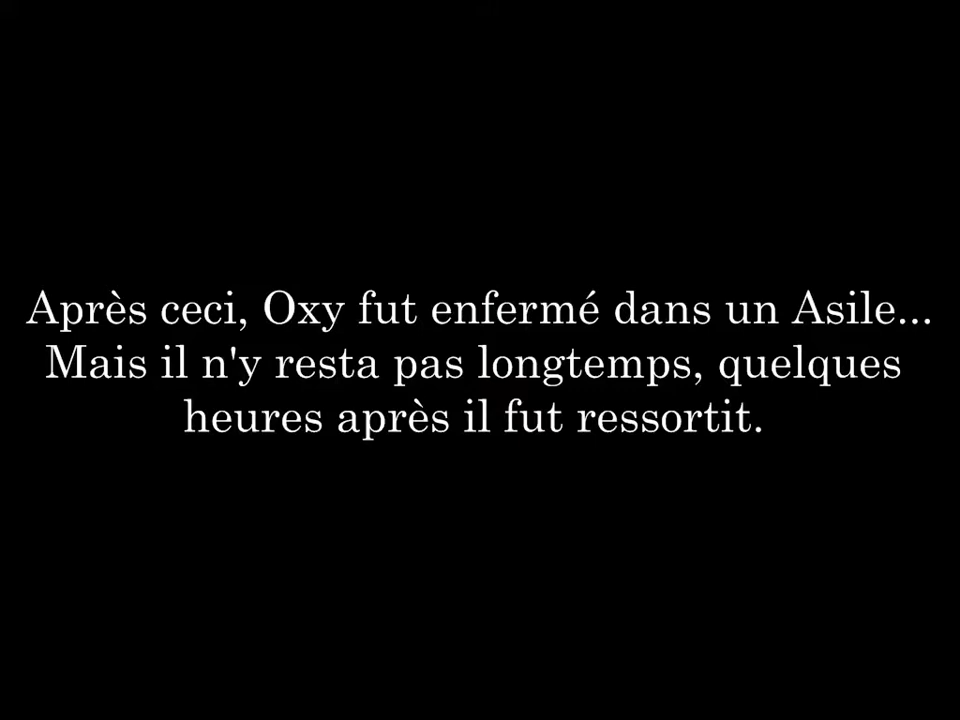 Après ceci, Oxy fut enfermé dans un Asile...
Mais il n'y resta pas longtemps, quelques
heures après il fut ressortit.